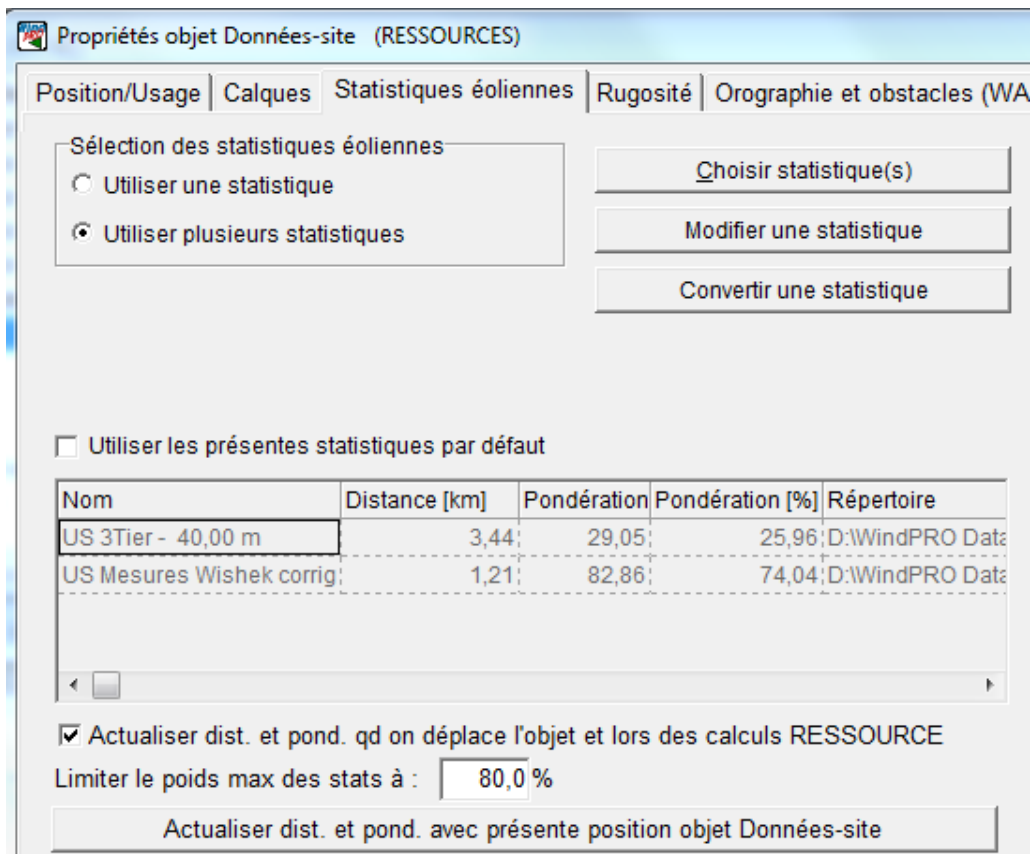 Propriétés objet Données-site (RESSOURCES)
Position/Usage Calques Statistiques éoliennes Rugosité Orographie et obstacles (WA
Sélection des statistiques éoliennes
Utiliser une statistique
Utiliser plusieurs statistiques
Choisir statistique(s)
Modifier une statistique
Convertir une statistique
Utiliser les présentes statistiques par défaut
Nom Distance [km] Pondération Pondération [%] Répertoire
US 3Tier - 40,00 m 3,44 29,05 25,96 D:\WindPRO Data
US Mesures Wishek corrig 1,21 82,86 74,04 D:\WindPRO Data
Actualiser dist. et pond. qd on déplace l'objet et lors des calculs RESSOURCE
Limiter le poids max des stats à : 80,0 %
Actualiser dist. et pond. avec présente position objet Données-site